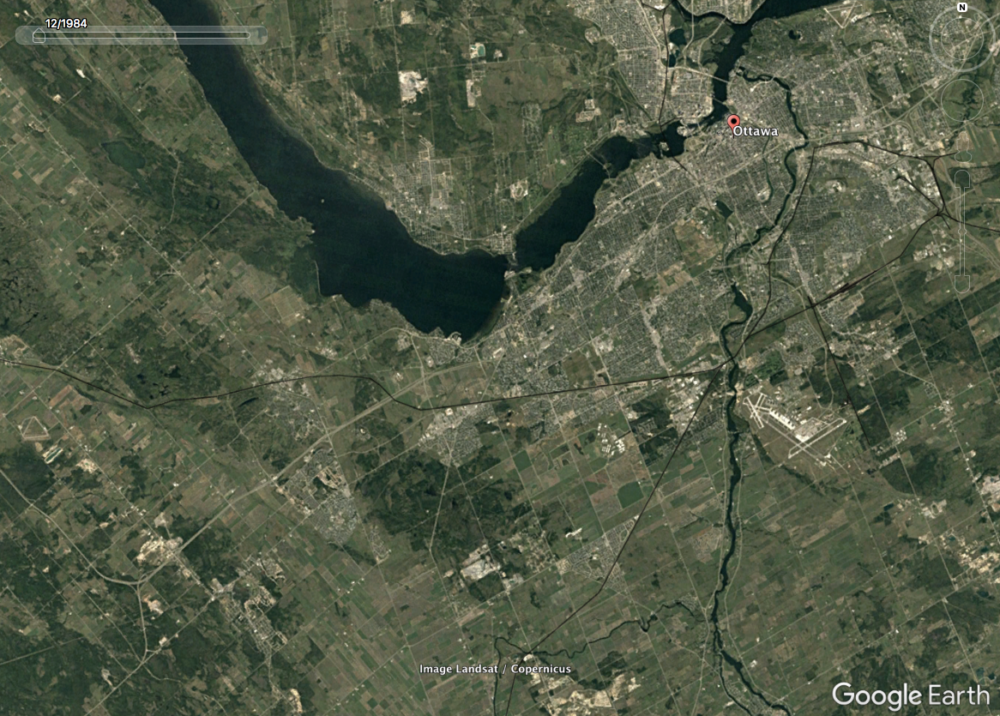 12/1984
N
Ottawa
Image Landsat / Copernicus
Google Earth